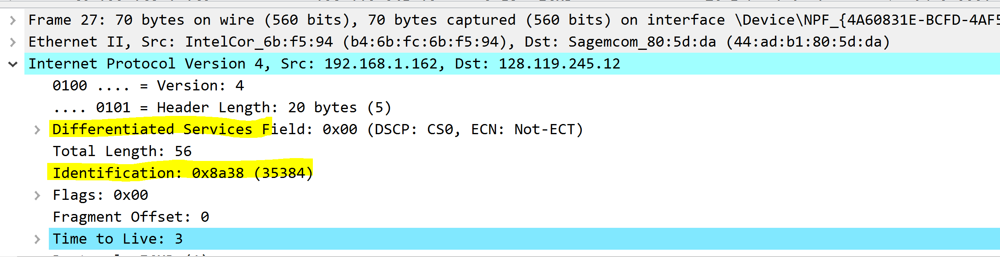 Frame 27: 70 bytes on wire (560 bits), 70 bytes captured (560 bits) on interface \Device\NPF_{4A60831E-BCFD-4AF5
Ethernet II, Src: IntelCor_6b:f5:94 (b4:6b:fc:6b:f5:94), Dst: Sagemcom_80:5d:da (44:ad:b1:80:5d:da)
Internet Protocol Version 4, Src: 192.168.1.162, Dst: 128.119.245.12
0100 .... = Version: 4
.... 0101 = Header Length: 20 bytes (5)
Differentiated Services Field: 0x00 (DSCP: CS0, ECN: Not-ECT)
Total Length: 56
Identification: 0x8a38 (35384)
Flags: 0x00
Fragment Offset: 0
Time to Live: 3